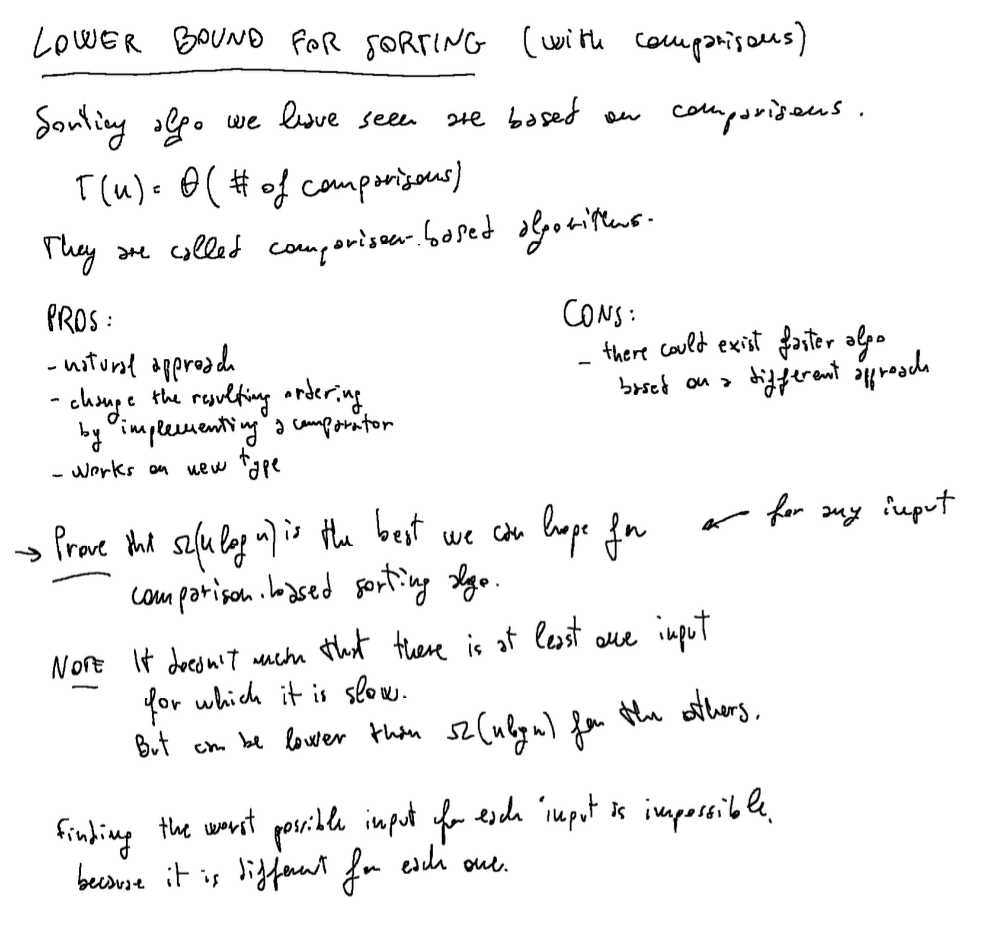 LOWER BOUND FOR SORTING (with comparisons)
Sorting algo we have seen are based on comparisons.
T(n) = Θ(# of comparisons)
They are called comparison-based algorithms.
PROS:
- natural approach
- change the resulting ordering
by implementing a comparator
- works on new type
CONS:
- there could exist faster algo
based on a different approach
→ Prove that Ω(n log n) is the best we can hope for ← for any input
comparison-based sorting algo.
NOTE It doesn't mean that there is at least one input
for which it is slow.
But can be lower than Ω(n log n) for the others.
Finding the worst possible input for each input is impossible,
because it is different for each one.